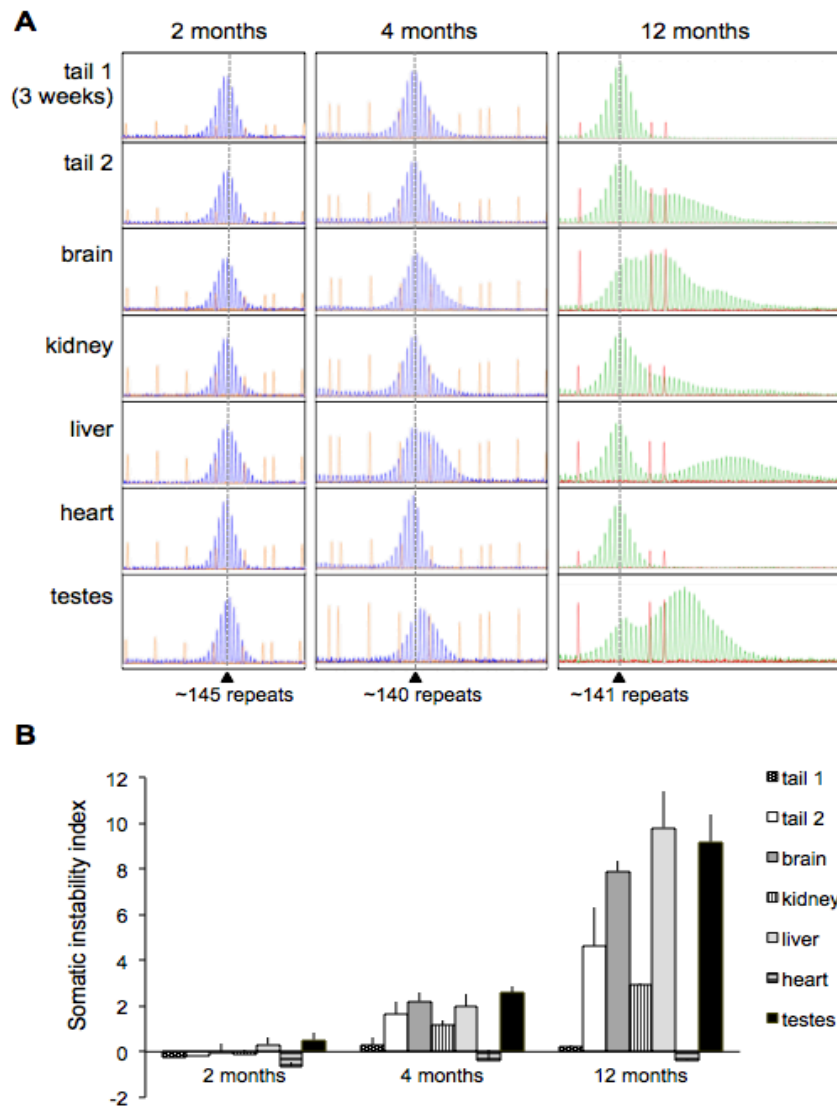 A
2 months 4 months 12 months
tail 1
(3 weeks)
tail 2
brain
kidney
liver
heart
testes
~145 repeats ~140 repeats ~141 repeats
B
Somatic instability index
12
10
8
6
4
2
0
-2
2 months 4 months 12 months
tail 1
tail 2
brain
kidney
liver
heart
testes